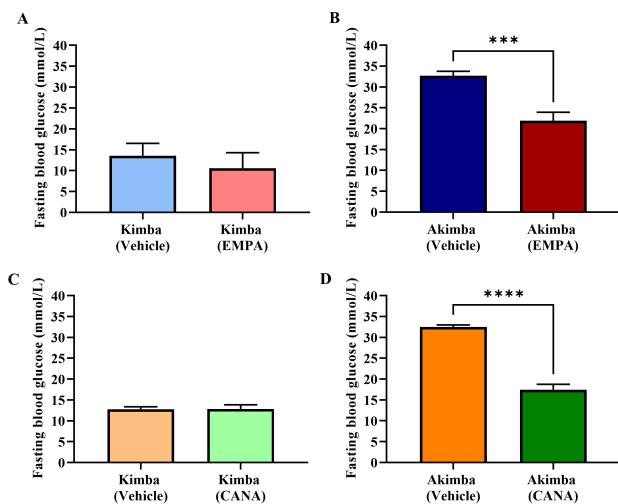 A
Fasting blood glucose (mmol/L)
40
35
30
25
20
15
10
5
0
Kimba
(Vehicle)
Kimba
(EMPA)
B
Fasting blood glucose (mmol/L)
40
35
30
25
20
15
10
5
0
***
Akimba
(Vehicle)
Akimba
(EMPA)
C
Fasting blood glucose (mmol/L)
40
35
30
25
20
15
10
5
0
Kimba
(Vehicle)
Kimba
(CANA)
D
Fasting blood glucose (mmol/L)
40
35
30
25
20
15
10
5
0
****
Akimba
(Vehicle)
Akimba
(CANA)